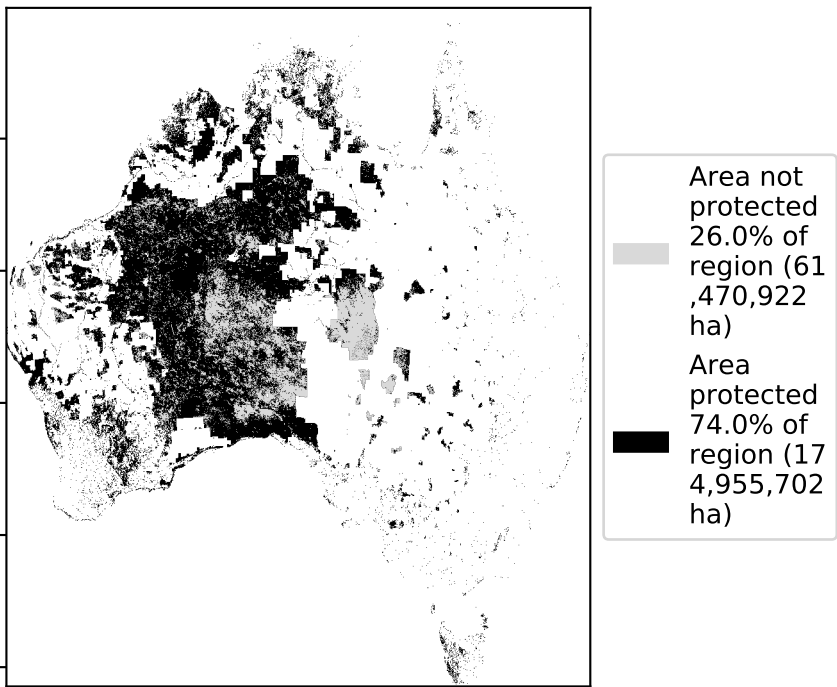 Area not
protected
26.0% of
region (61
,470,922
ha)
Area
protected
74.0% of
region (17
4,955,702
ha)